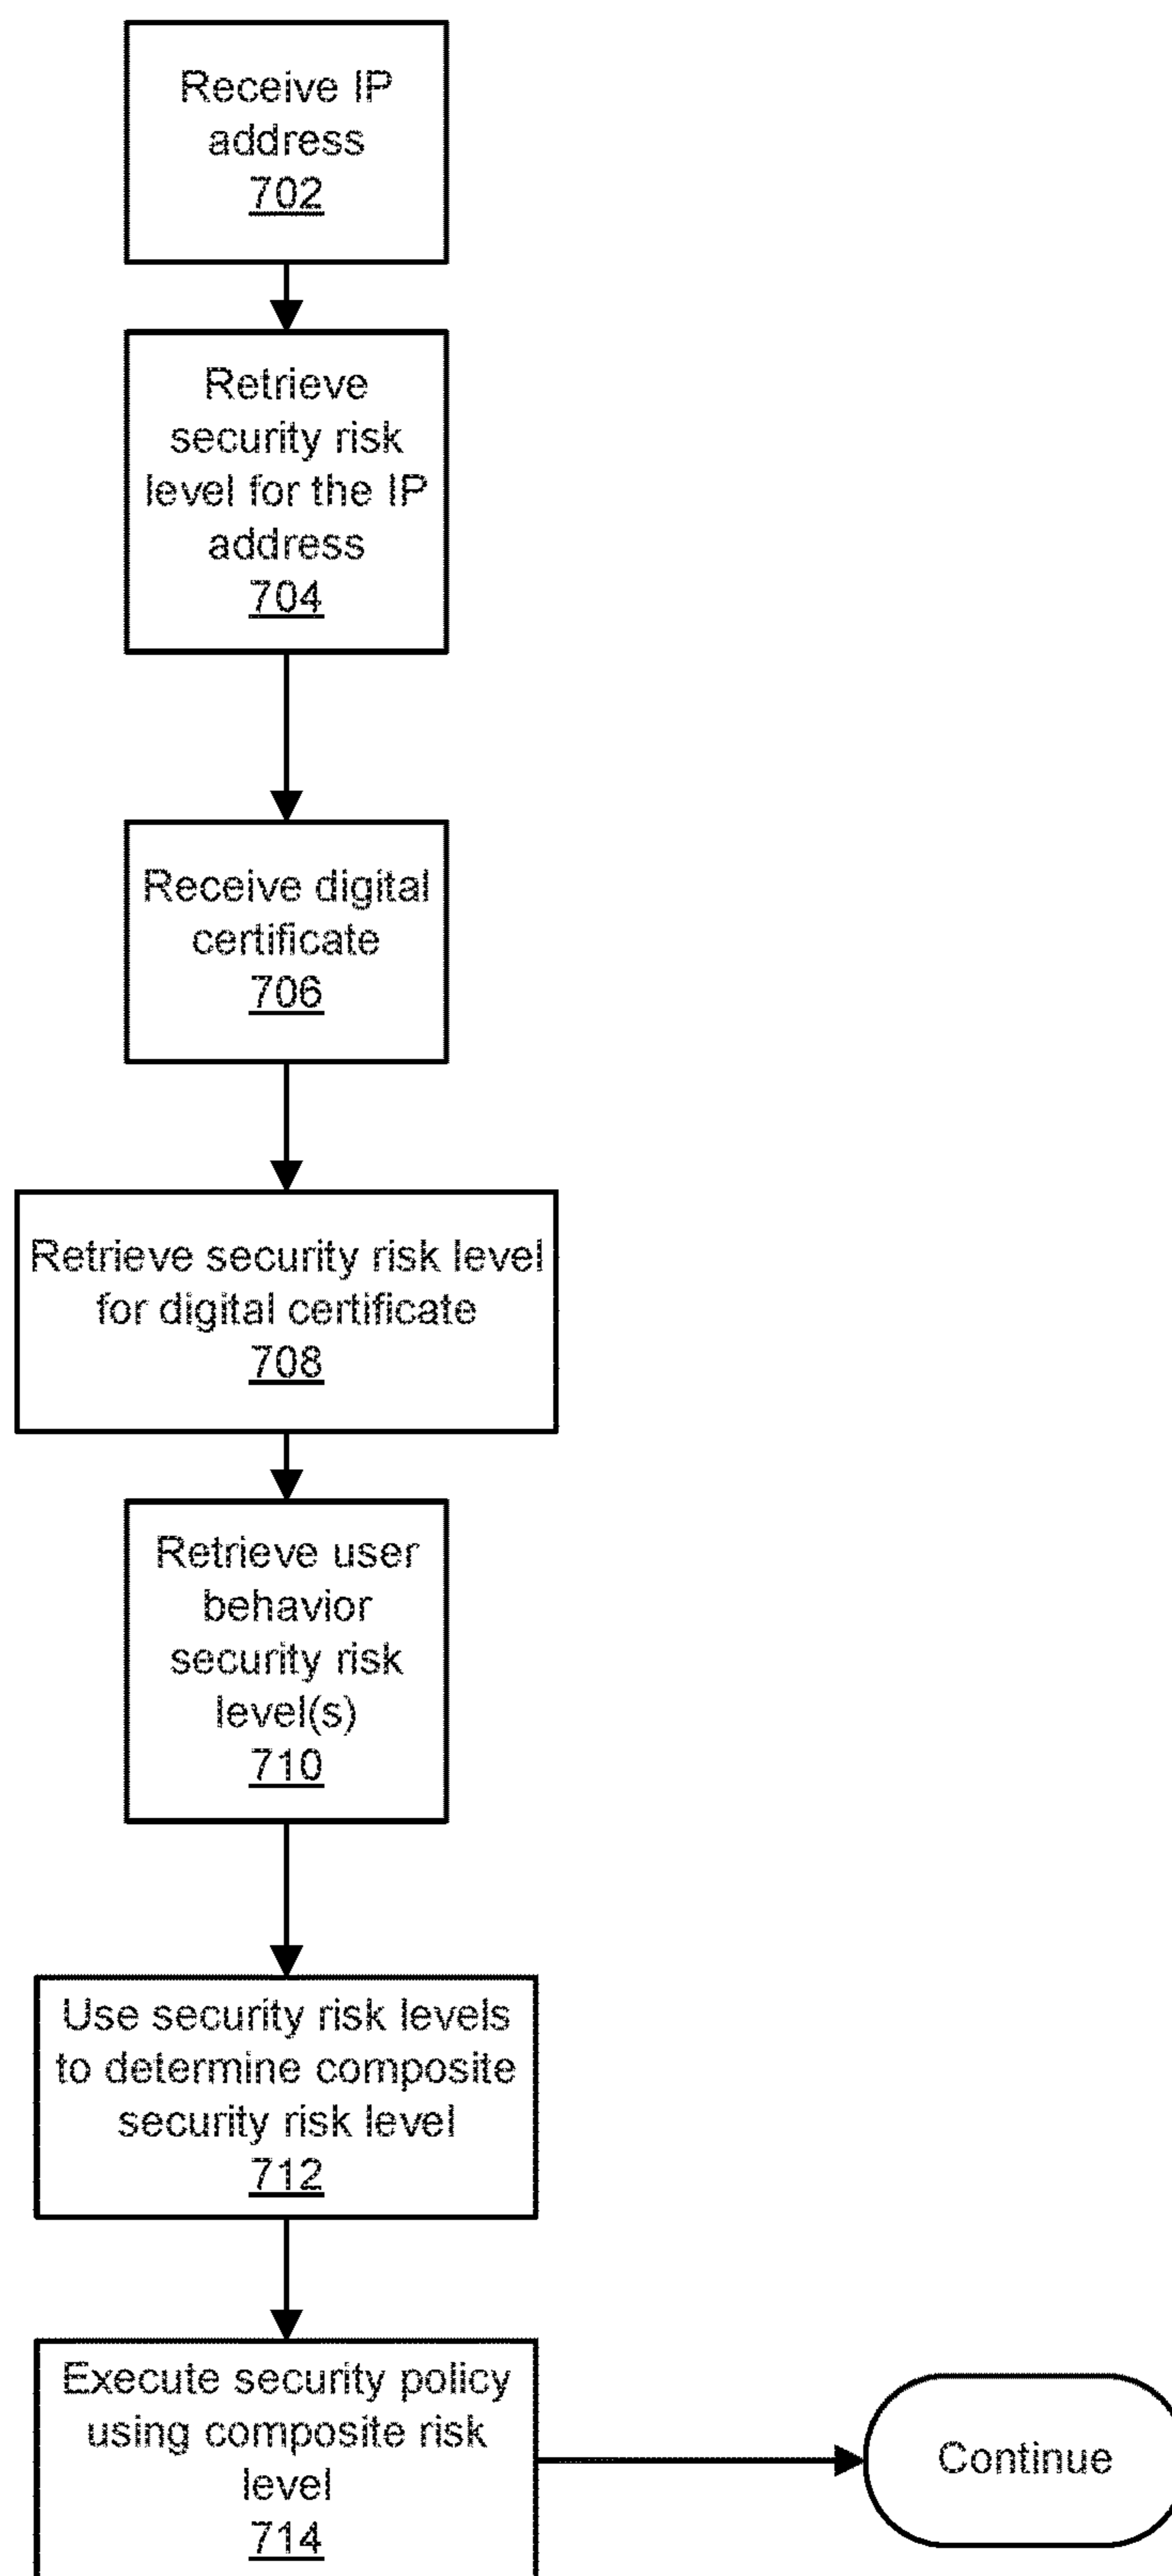 Receive IP
address
702
Retrieve
security risk
level for the IP
address
704
Receive digital
certificate
706
Retrieve security risk level
for digital certificate
708
Retrieve user
behavior
security risk
level(s)
710
Use security risk levels
to determine composite
security risk level
712
Execute security policy
using composite risk
level
714
Continue